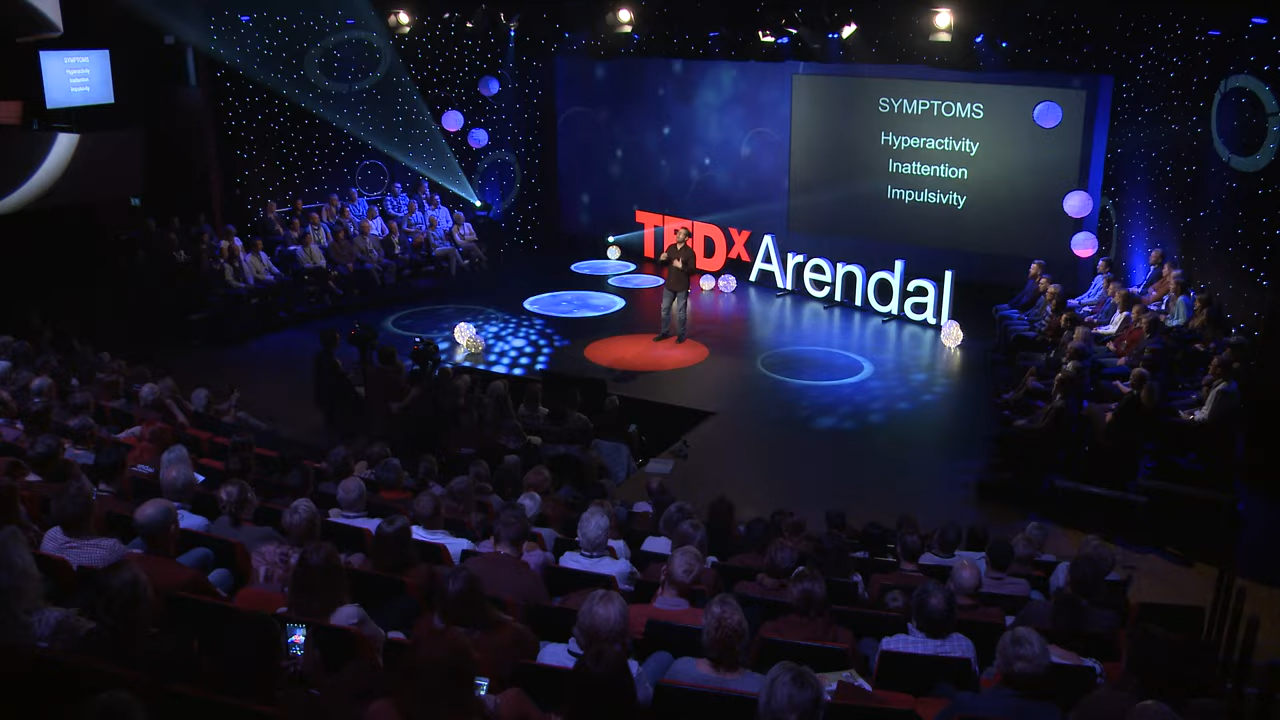 SYMPTOMS
Hyperactivity
Inattention
Impulsivity
SYMPTOMS
Hyperactivity
Inattention
Impulsivity
TEDx Arendal